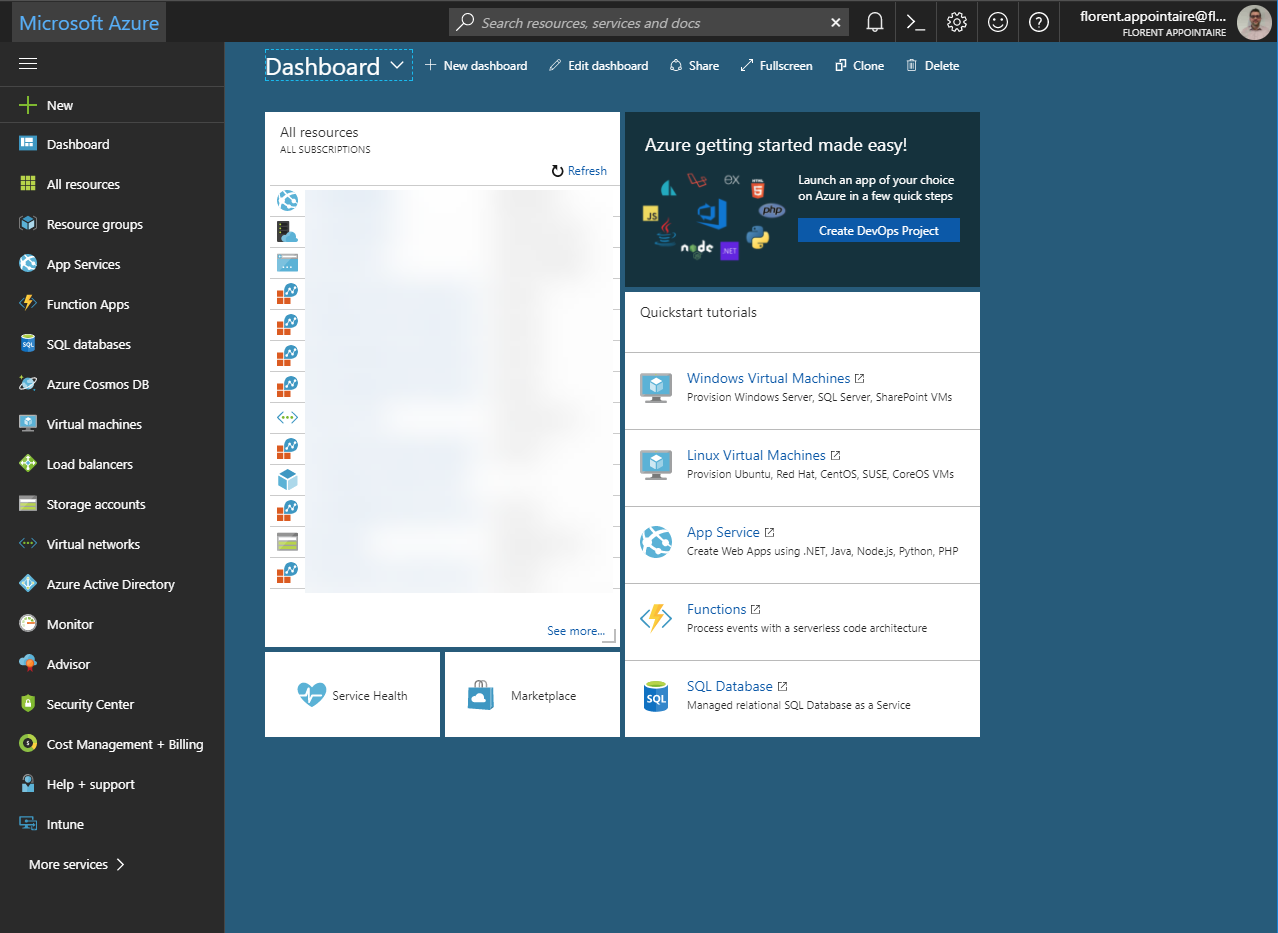 Microsoft Azure
Search resources, services and docs
florent.appointaire@fl...
FLORENT APPOINTAIRE
New
Dashboard
All resources
Resource groups
App Services
Function Apps
SQL databases
Azure Cosmos DB
Virtual machines
Load balancers
Storage accounts
Virtual networks
Azure Active Directory
Monitor
Advisor
Security Center
Cost Management + Billing
Help + support
Intune
More services
Dashboard
New dashboard
Edit dashboard
Share
Fullscreen
Clone
Delete
All resources
ALL SUBSCRIPTIONS
Refresh
See more...
Service Health
Marketplace
Azure getting started made easy!
EX
HTML
5
JS
php
node
.NET
Launch an app of your choice
on Azure in a few quick steps
Create DevOps Project
Quickstart tutorials
Windows Virtual Machines
Provision Windows Server, SQL Server, SharePoint VMs
Linux Virtual Machines
Provision Ubuntu, Red Hat, CentOS, SUSE, CoreOS VMs
App Service
Create Web Apps using .NET, Java, Node.js, Python, PHP
Functions
Process events with a serverless code architecture
SQL
SQL Database
Managed relational SQL Database as a Service